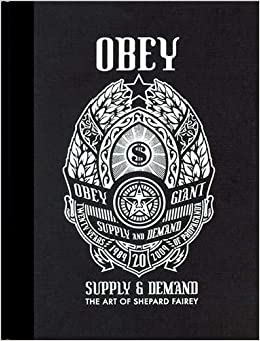 OBEY
$
OBEY GIANT
SUPPLY AND DEMAND
TWENTY YEARS 1989 20 2009 OF PROPAGANDA
SUPPLY & DEMAND
THE ART OF SHEPARD FAIREY